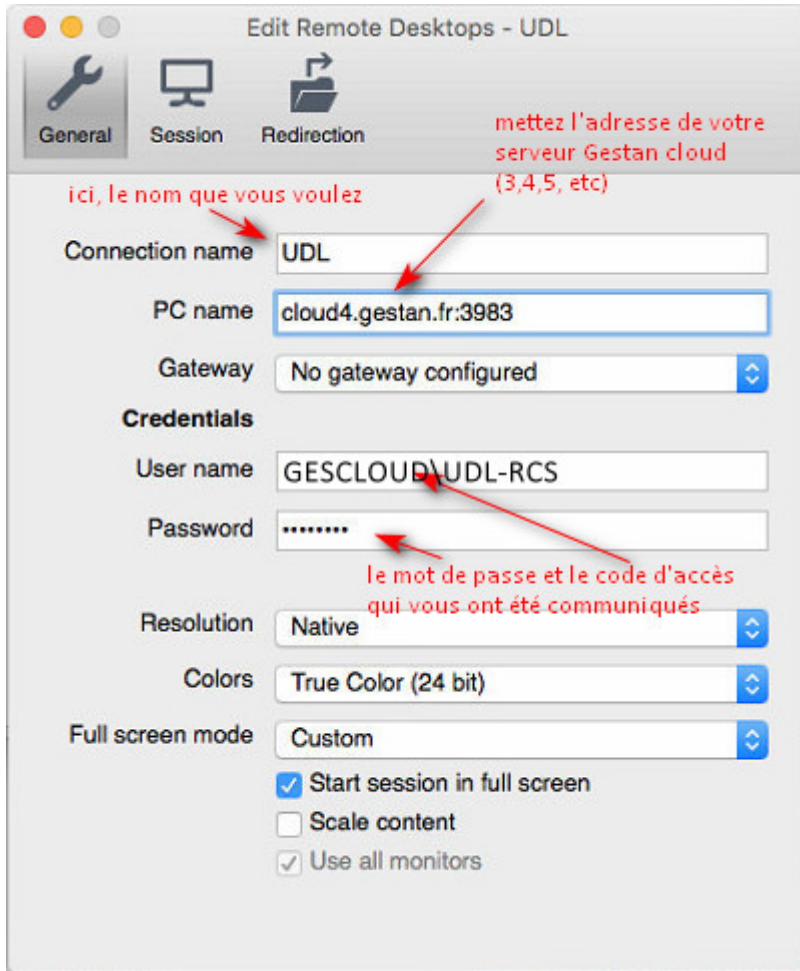 Edit Remote Desktops - UDL
General Session Redirection
mettez l'adresse de votre
serveur Gestan cloud
(3,4,5, etc)
ici, le nom que vous voulez
Connection name UDL
PC name cloud4.gestan.fr:3983
Gateway No gateway configured
Credentials
User name GESCLOUD\UDL-RCS
Password ••••••••
le mot de passe et le code d'accès
qui vous ont été communiqués
Resolution Native
Colors True Color (24 bit)
Full screen mode Custom
Start session in full screen
Scale content
Use all monitors